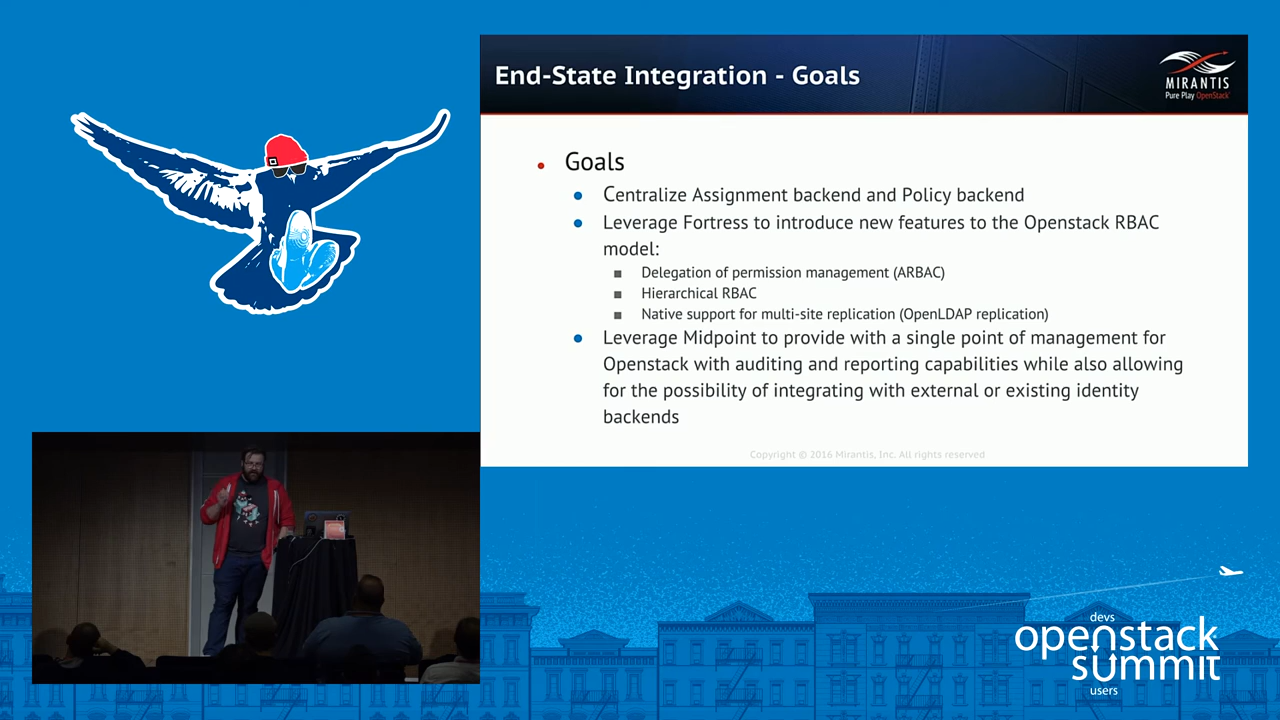 End-State Integration - Goals
MIRANTIS
Pure Play OpenStack
Goals
Centralize Assignment backend and Policy backend
Leverage Fortress to introduce new features to the Openstack RBAC
model:
Delegation of permission management (ARBAC)
Hierarchical RBAC
Native support for multi-site replication (OpenLDAP replication)
Leverage Midpoint to provide with a single point of management for
Openstack with auditing and reporting capabilities while also allowing
for the possibility of integrating with external or existing identity
backends
Copyright © 2016 Mirantis, Inc. All rights reserved
devs
openstack
summit
users